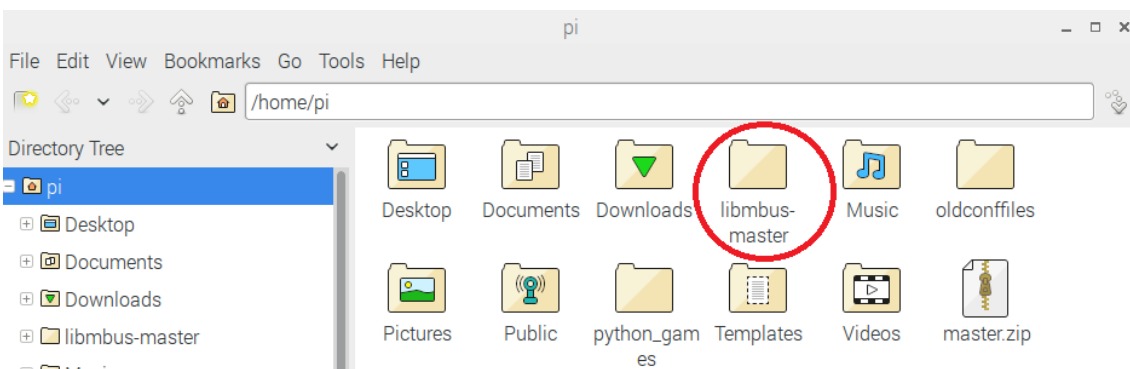 pi
File Edit View Bookmarks Go Tools Help
/home/pi
Directory Tree
pi
Desktop
Documents
Downloads
libmbus-master
Desktop Documents Downloads libmbus- Music oldconffiles
master
Pictures Public python_gam Templates Videos master.zip
es